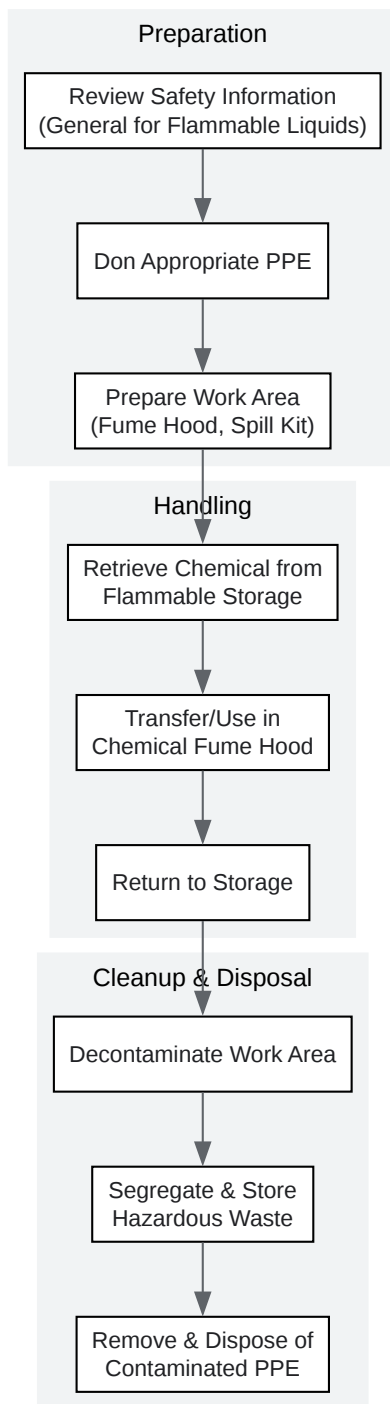 Preparation
Review Safety Information
(General for Flammable Liquids)
Don Appropriate PPE
Prepare Work Area
(Fume Hood, Spill Kit)
Handling
Retrieve Chemical from
Flammable Storage
Transfer/Use in
Chemical Fume Hood
Return to Storage
Cleanup & Disposal
Decontaminate Work Area
Segregate & Store
Hazardous Waste
Remove & Dispose of
Contaminated PPE